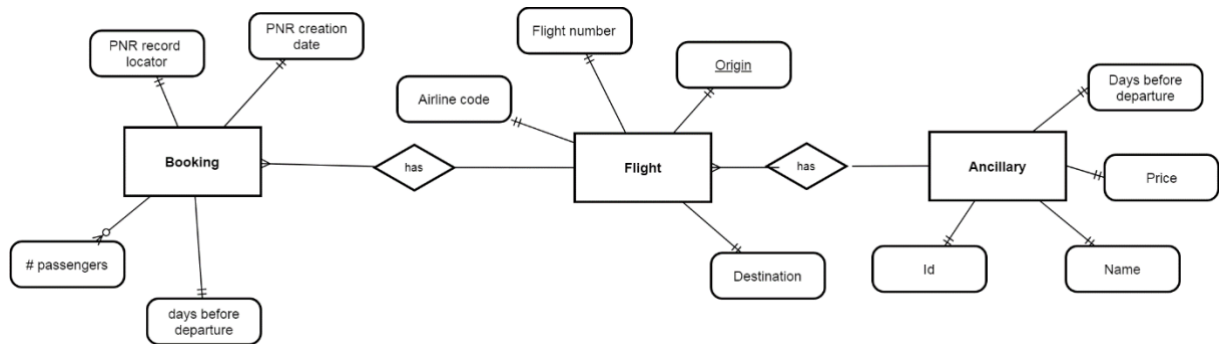 PNR record
locator
PNR creation
date
Flight number
Origin
Airline code
Days before
departure
Booking
has
Flight
has
Ancillary
Price
# passengers
days before
departure
Destination
Id
Name